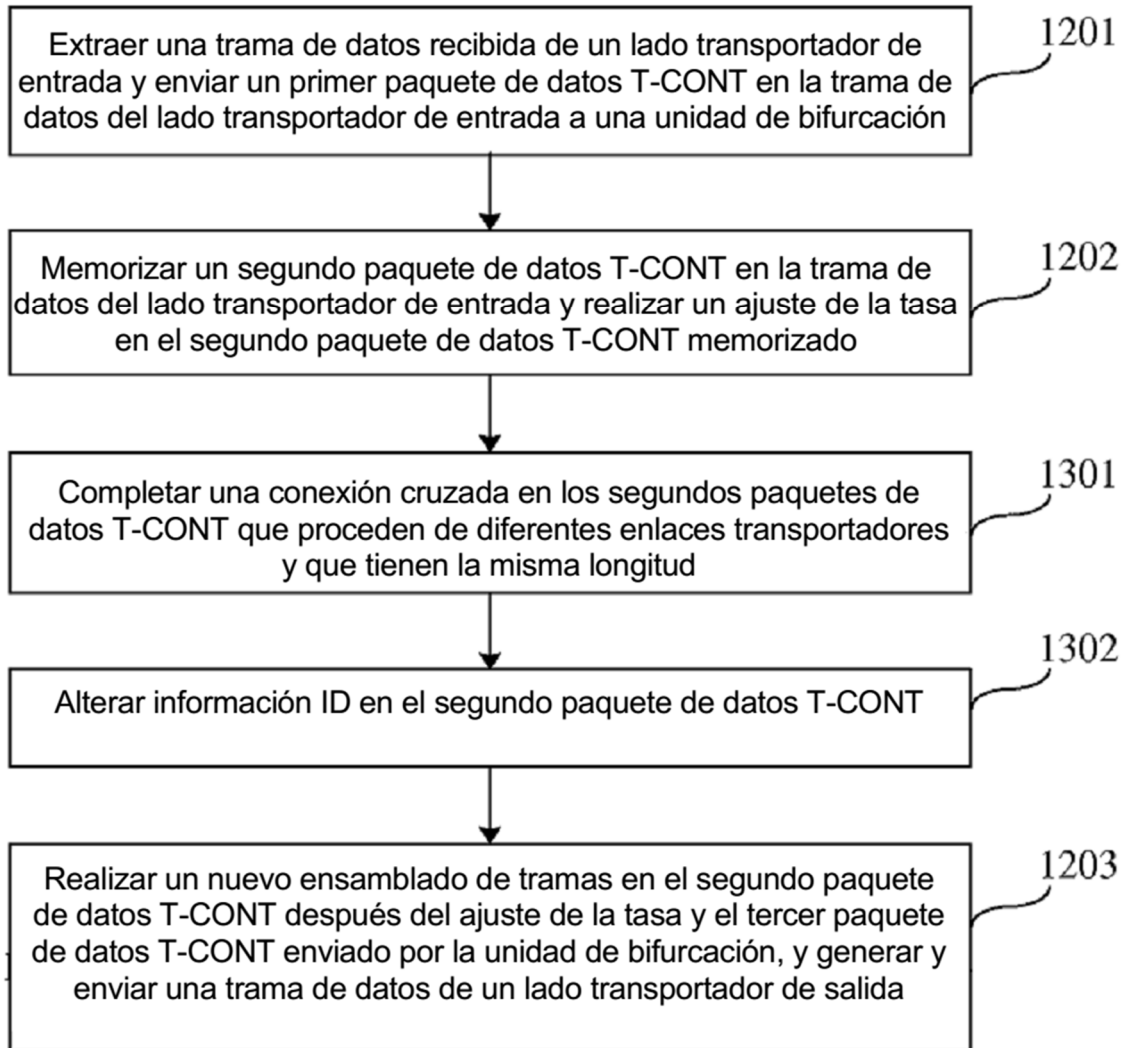 Extraer una trama de datos recibida de un lado transportador de
entrada y enviar un primer paquete de datos T-CONT en la trama de
datos del lado transportador de entrada a una unidad de bifurcación
1201
Memorizar un segundo paquete de datos T-CONT en la trama de
datos del lado transportador de entrada y realizar un ajuste de la tasa
en el segundo paquete de datos T-CONT memorizado
1202
Completar una conexión cruzada en los segundos paquetes de
datos T-CONT que proceden de diferentes enlaces transportadores
y que tienen la misma longitud
1301
Alterar información ID en el segundo paquete de datos T-CONT
1302
Realizar un nuevo ensamblado de tramas en el segundo paquete
de datos T-CONT después del ajuste de la tasa y el tercer paquete
de datos T-CONT enviado por la unidad de bifurcación, y generar y
enviar una trama de datos de un lado transportador de salida
1203